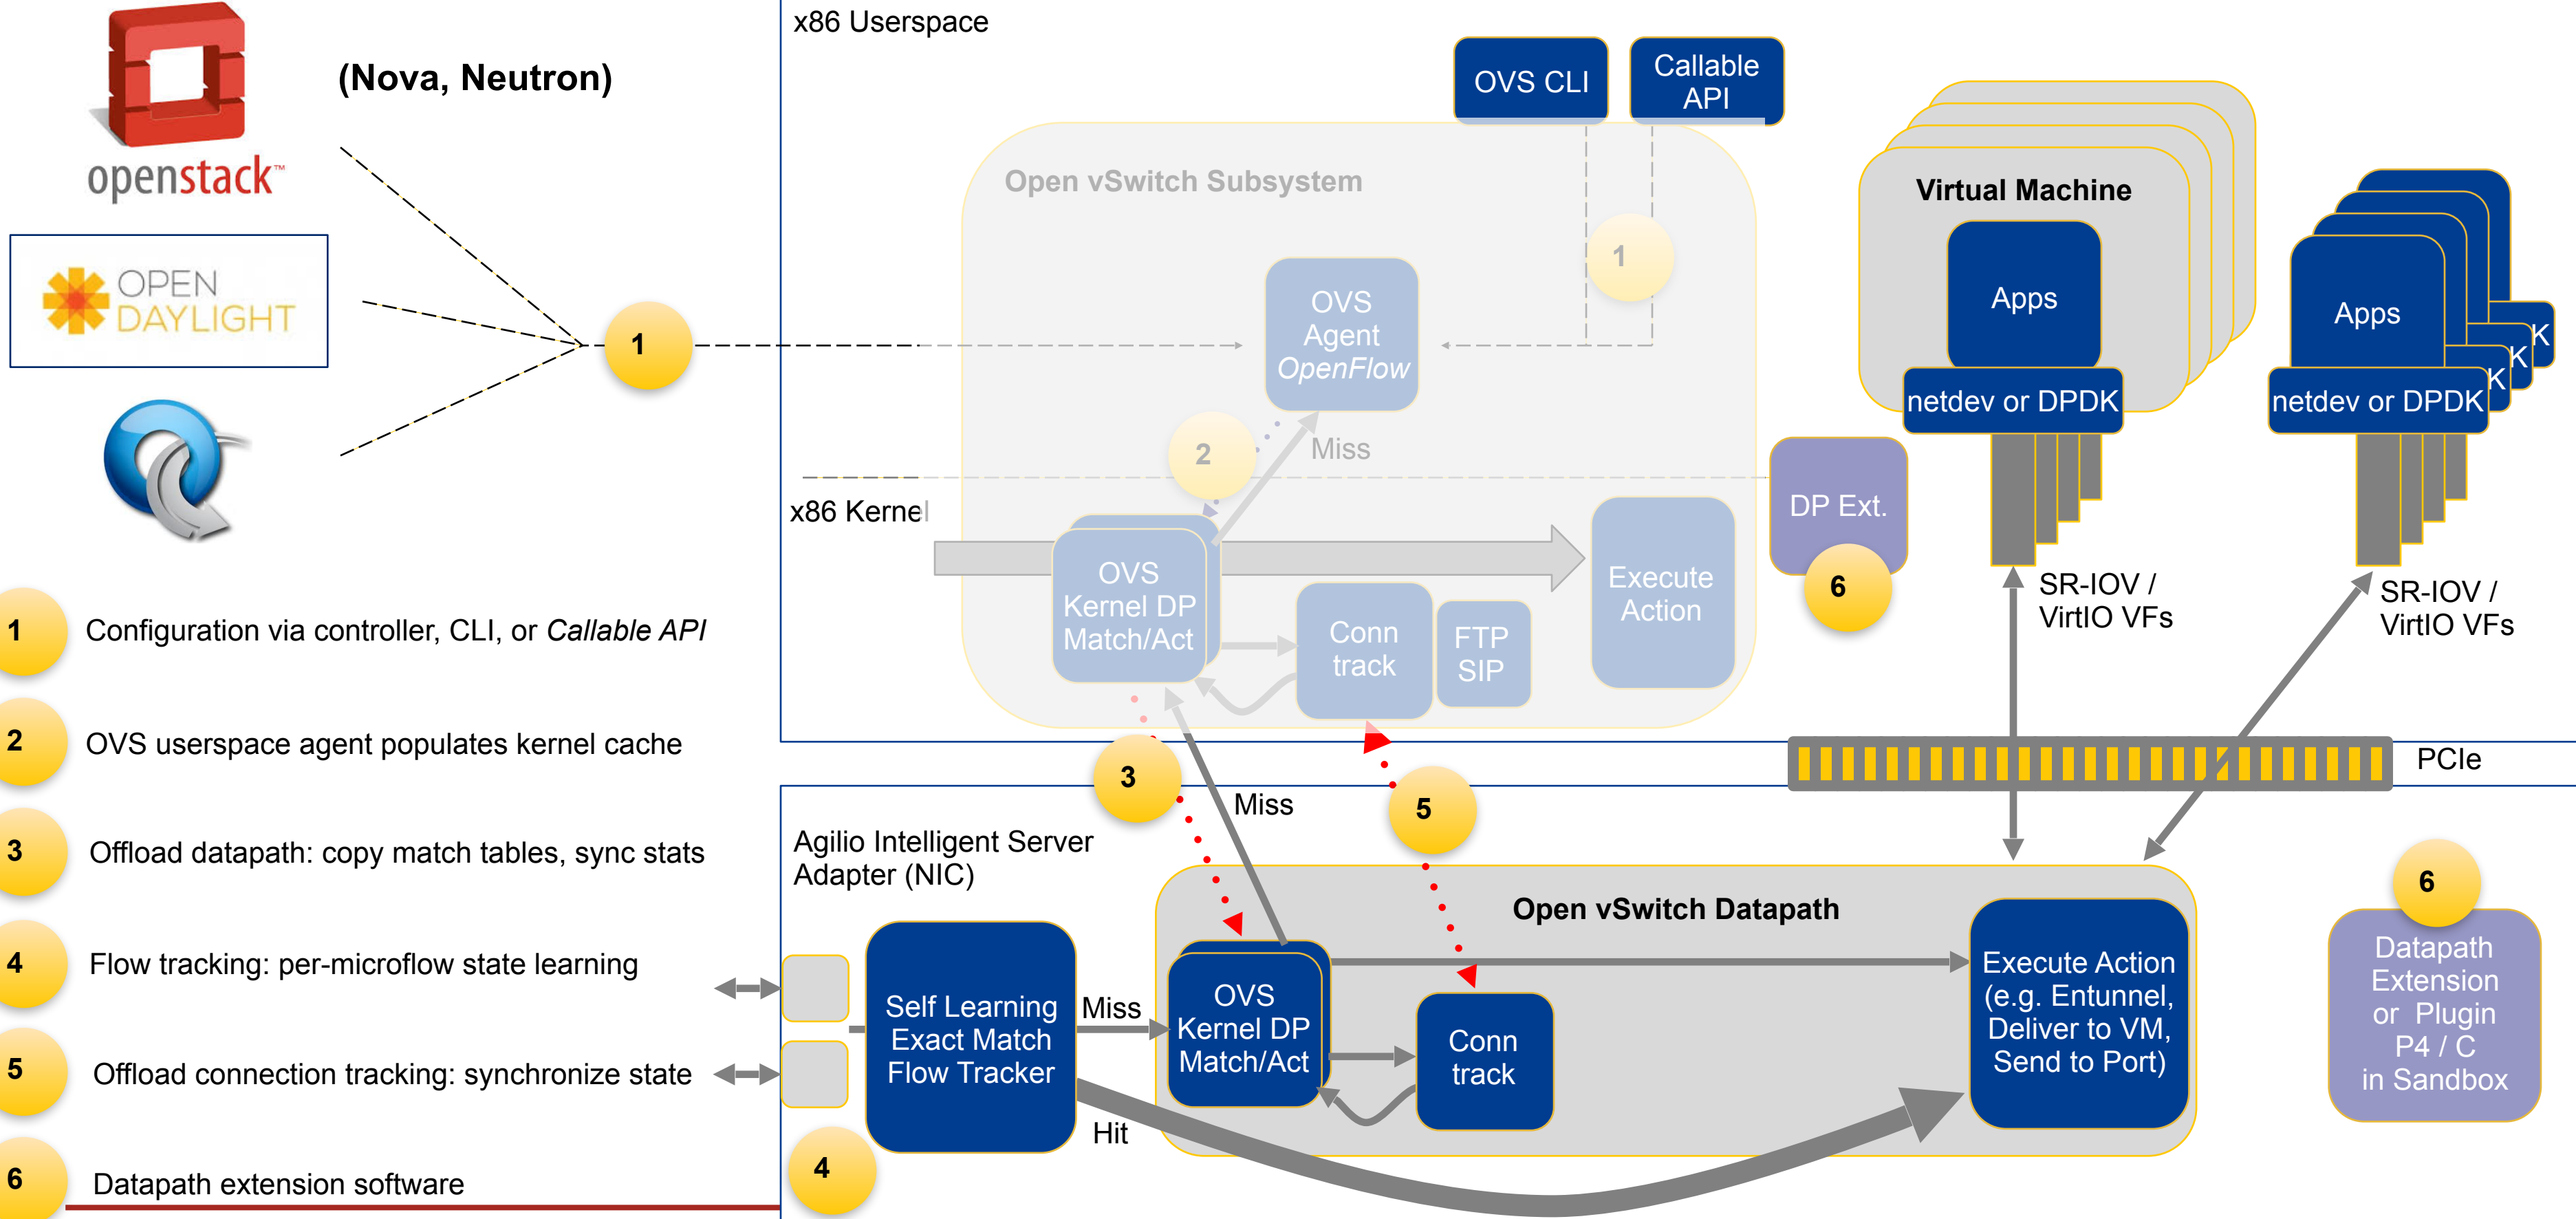 (Nova, Neutron)
openstack™
OPEN
DAYLIGHT
1
1
Configuration via controller, CLI, or Callable API
2
OVS userspace agent populates kernel cache
3
Offload datapath: copy match tables, sync stats
4
Flow tracking: per-microflow state learning
5
Offload connection tracking: synchronize state
6
Datapath extension software
x86 Userspace
OVS CLI
Callable
API
Open vSwitch Subsystem
1
OVS
Agent
OpenFlow
2
Miss
x86 Kernel
OVS
Kernel DP
Match/Act
Conn
track
FTP
SIP
Execute
Action
DP Ext.
6
Virtual Machine
Apps
netdev or DPDK
SR-IOV /
VirtIO VFs
Apps
netdev or DPDK
K
K
K
SR-IOV /
VirtIO VFs
PCIe
3
Miss
5
Agilio Intelligent Server
Adapter (NIC)
Open vSwitch Datapath
Self Learning
Exact Match
Flow Tracker
4
Miss
Hit
OVS
Kernel DP
Match/Act
Conn
track
Execute Action
(e.g. Entunnel,
Deliver to VM,
Send to Port)
6
Datapath
Extension
or Plugin
P4 / C
in Sandbox